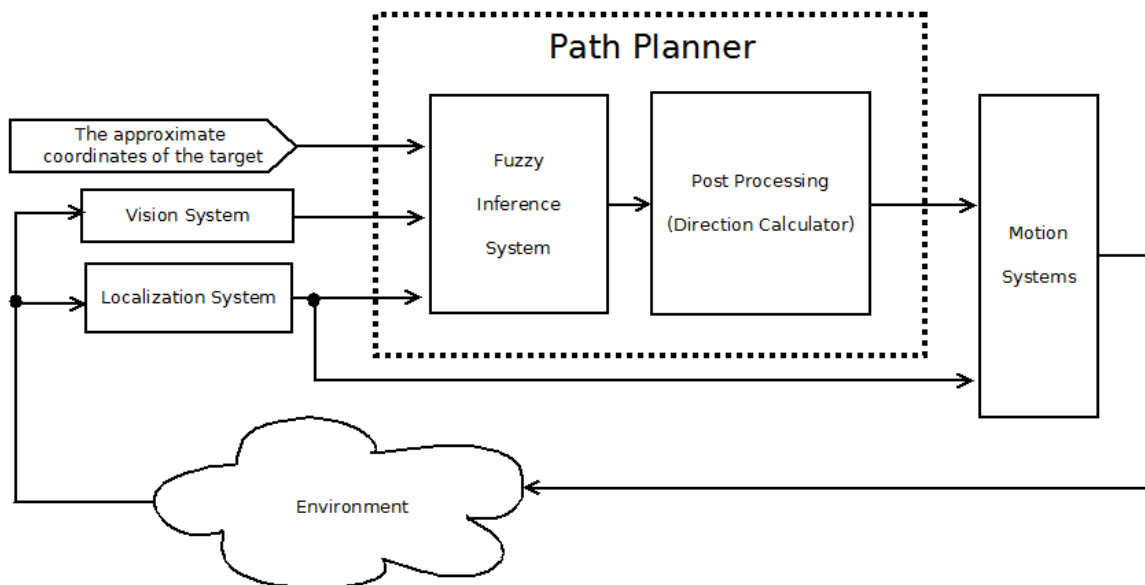 Path Planner
The approximate
coordinates of the target
Vision System
Localization System
Fuzzy
Inference
System
Post Processing
(Direction Calculator)
Motion
Systems
Environment